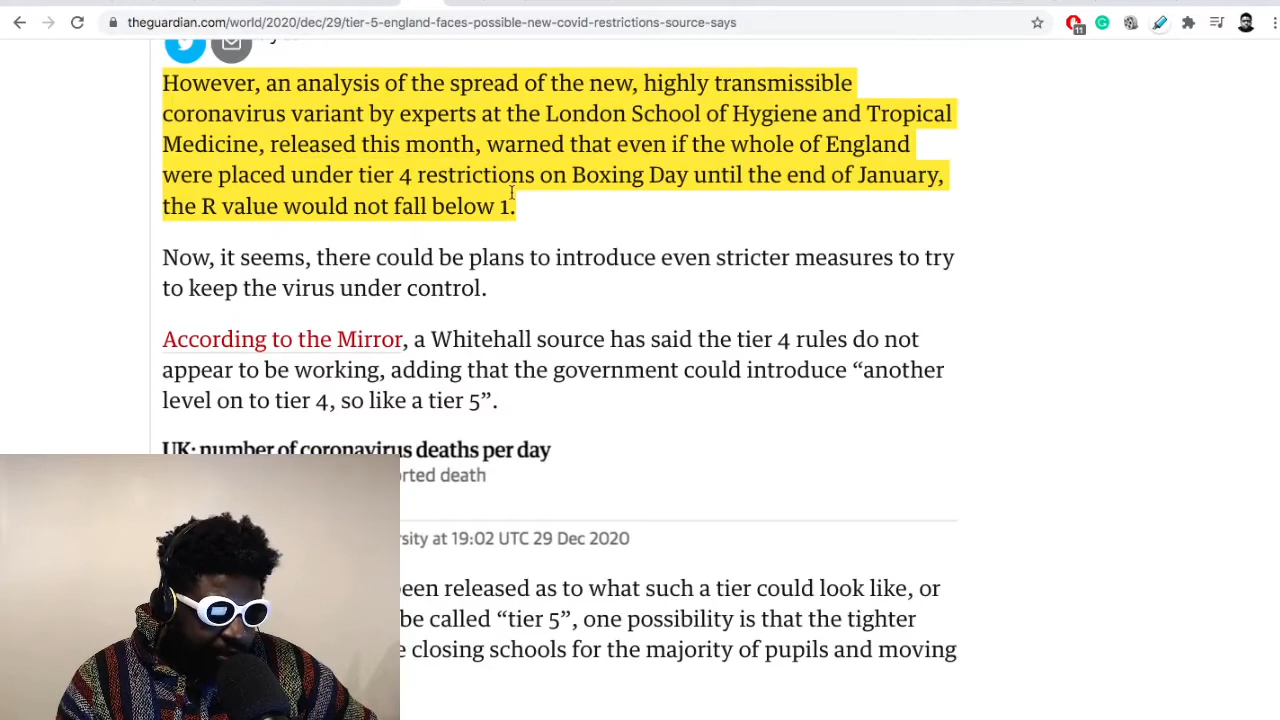 theguardian.com/world/2020/dec/29/tier-5-england-faces-possible-new-covid-restrictions-source-says
11
However, an analysis of the spread of the new, highly transmissible
coronavirus variant by experts at the London School of Hygiene and Tropical
Medicine, released this month, warned that even if the whole of England
were placed under tier 4 restrictions on Boxing Day until the end of January,
the R value would not fall below 1.
Now, it seems, there could be plans to introduce even stricter measures to try
to keep the virus under control.
According to the Mirror, a Whitehall source has said the tier 4 rules do not
appear to be working, adding that the government could introduce “another
level on to tier 4, so like a tier 5”.
UK: number of coronavirus deaths per day
orted death
rsity at 19:02 UTC 29 Dec 2020
een released as to what such a tier could look like, or
be called “tier 5”, one possibility is that the tighter
e closing schools for the majority of pupils and moving